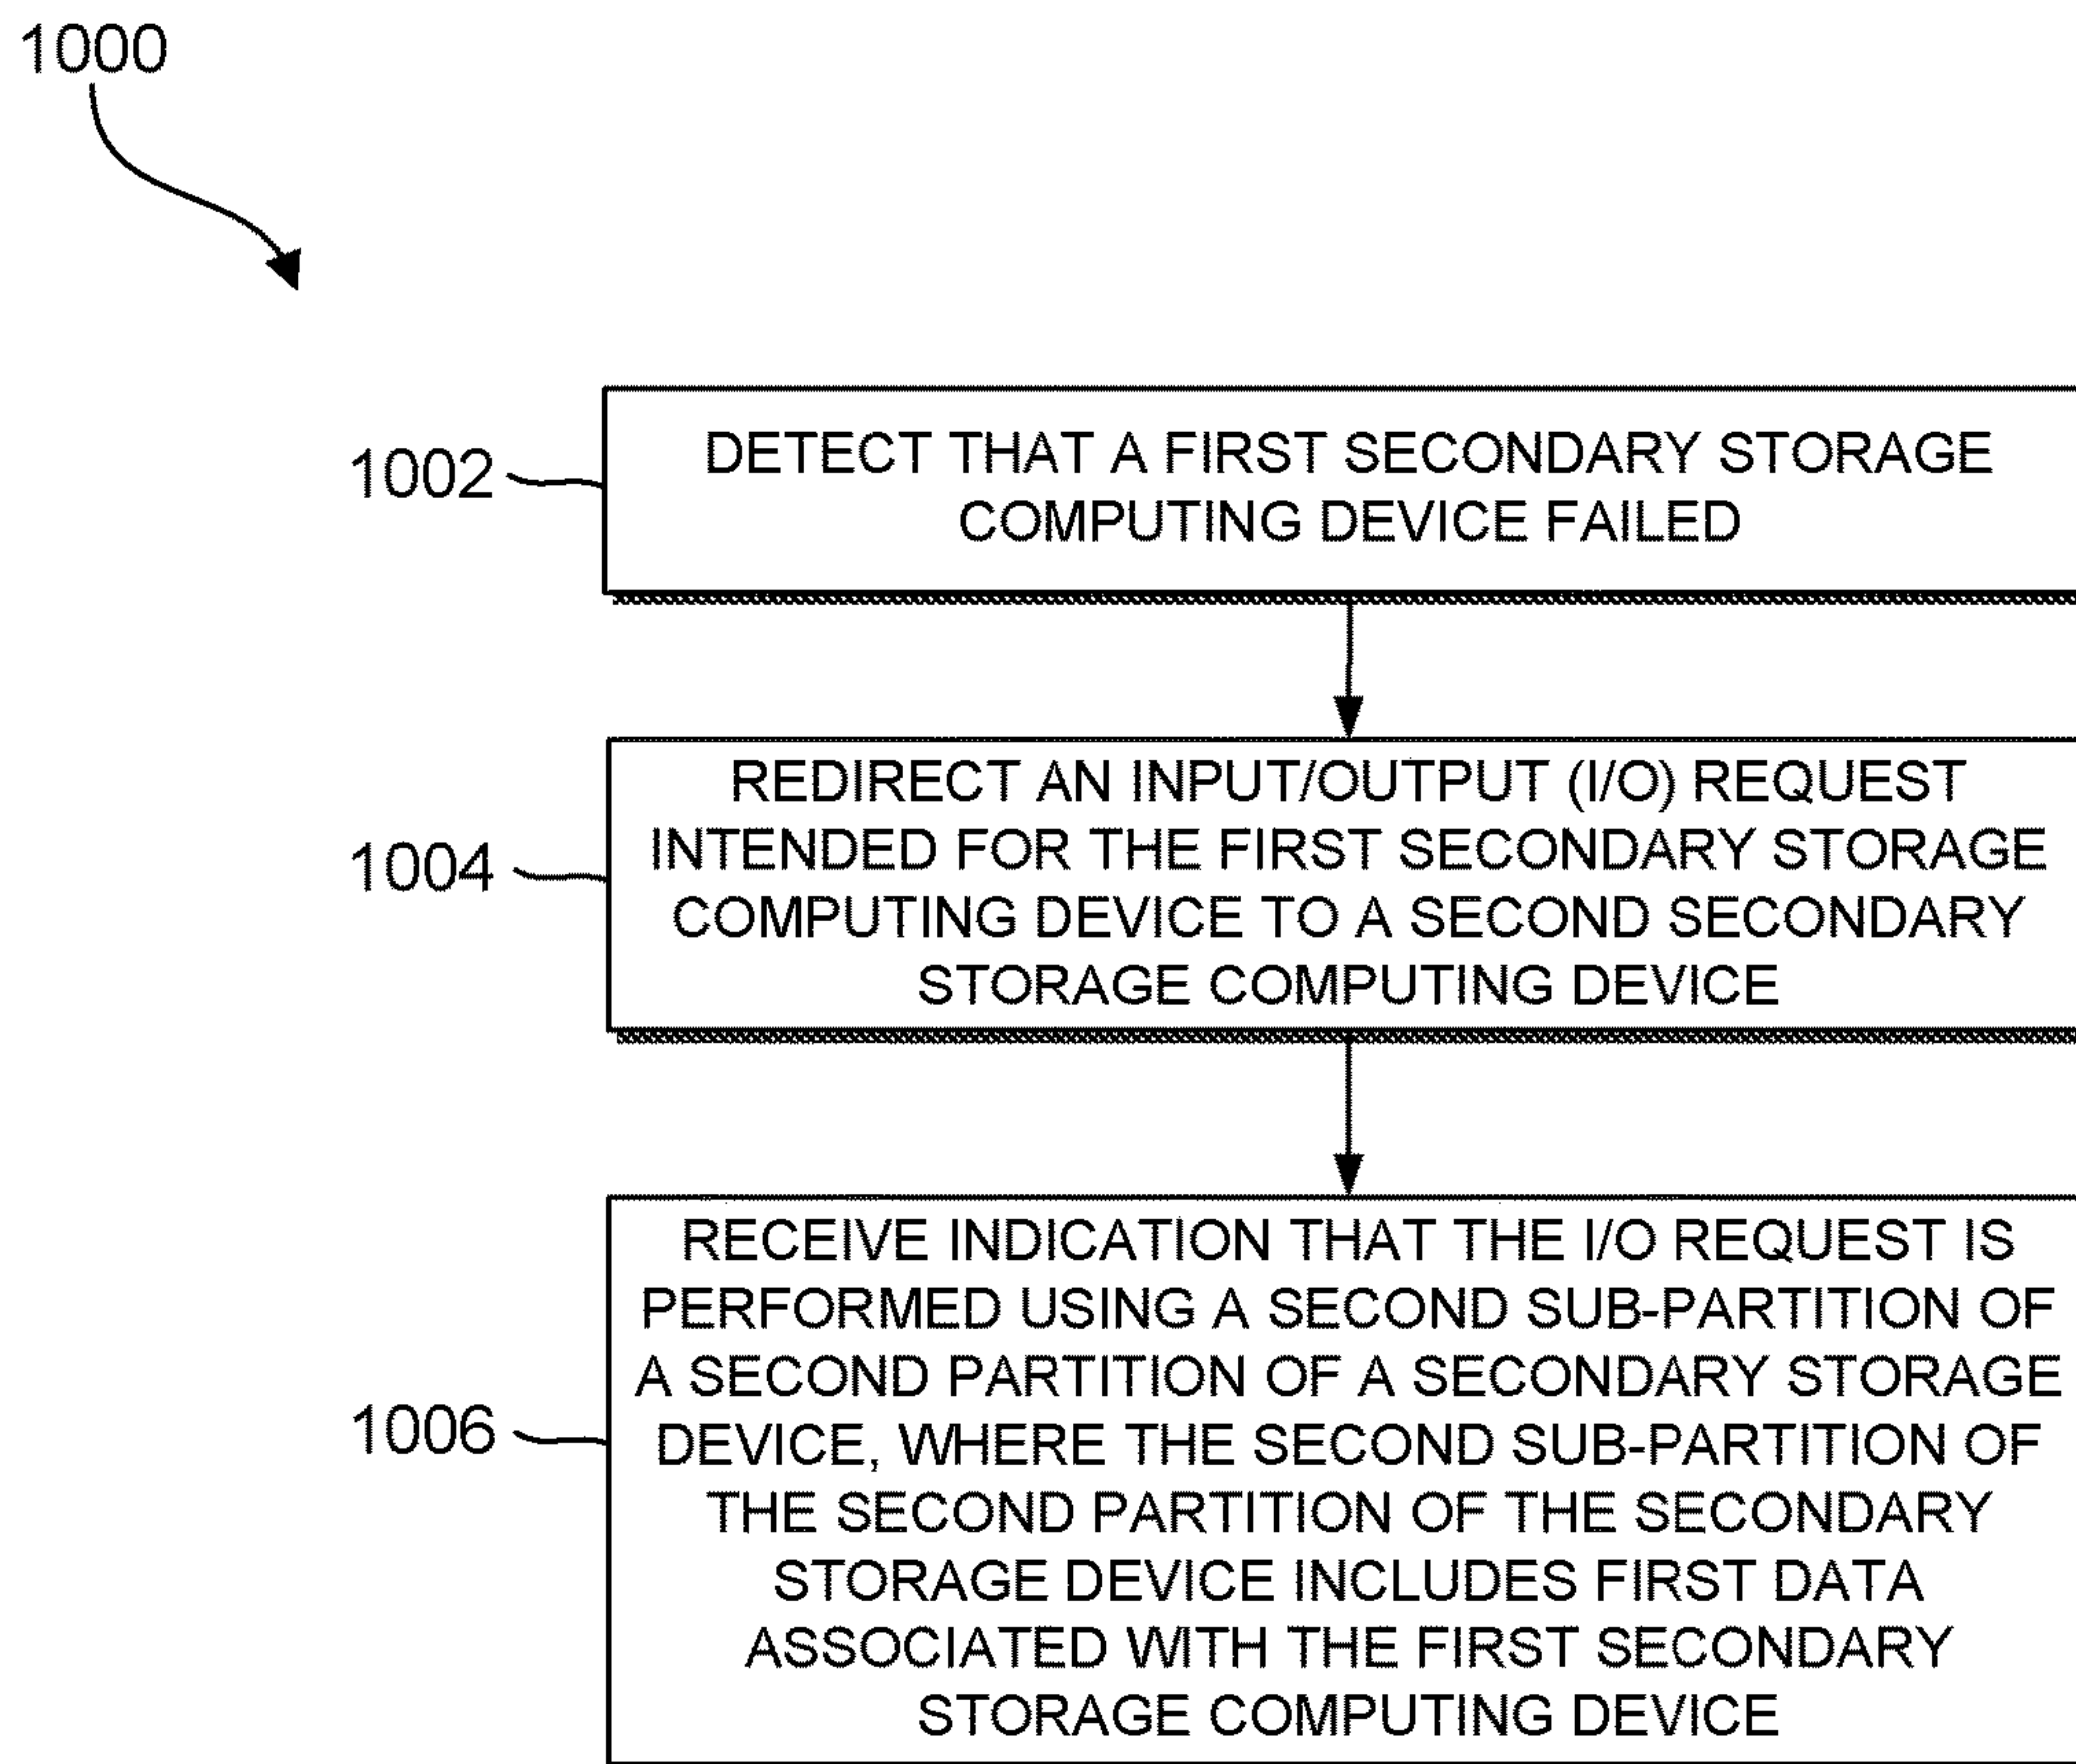 1000
1002
DETECT THAT A FIRST SECONDARY STORAGE
COMPUTING DEVICE FAILED
1004
REDIRECT AN INPUT/OUTPUT (I/O) REQUEST
INTENDED FOR THE FIRST SECONDARY STORAGE
COMPUTING DEVICE TO A SECOND SECONDARY
STORAGE COMPUTING DEVICE
1006
RECEIVE INDICATION THAT THE I/O REQUEST IS
PERFORMED USING A SECOND SUB-PARTITION OF
A SECOND PARTITION OF A SECONDARY STORAGE
DEVICE, WHERE THE SECOND SUB-PARTITION OF
THE SECOND PARTITION OF THE SECONDARY
STORAGE DEVICE INCLUDES FIRST DATA
ASSOCIATED WITH THE FIRST SECONDARY
STORAGE COMPUTING DEVICE